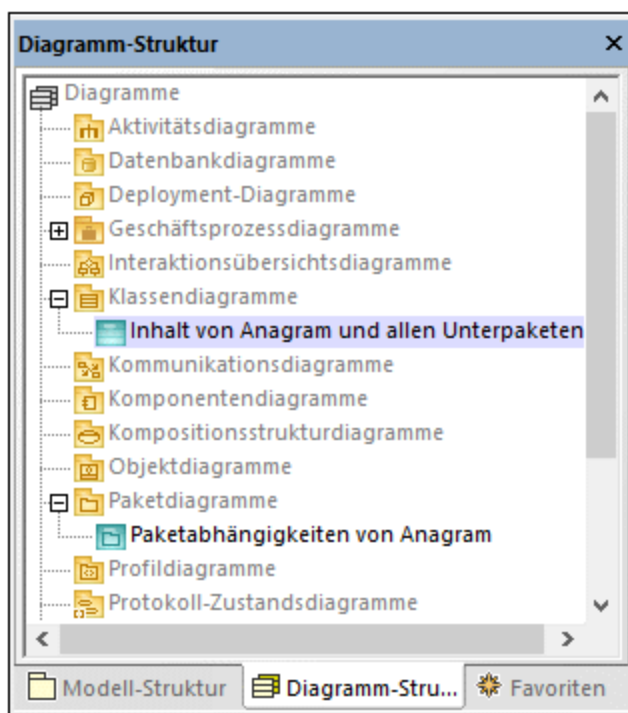 Diagramm-Struktur
Diagramme
Aktivitätsdiagramme
Datenbankdiagramme
Deployment-Diagramme
Geschäftsprozessdiagramme
Interaktionsübersichtsdiagramme
Klassendiagramme
Inhalt von Anagram und allen Unterpaketen
Kommunikationsdiagramme
Komponentendiagramme
Kompositionsstrukturdiagramme
Objektdiagramme
Paketdiagramme
Paketabhängigkeiten von Anagram
Profildiagramme
Protokoll-Zustandsdiagramme
Modell-Struktur Diagramm-Stru... Favoriten